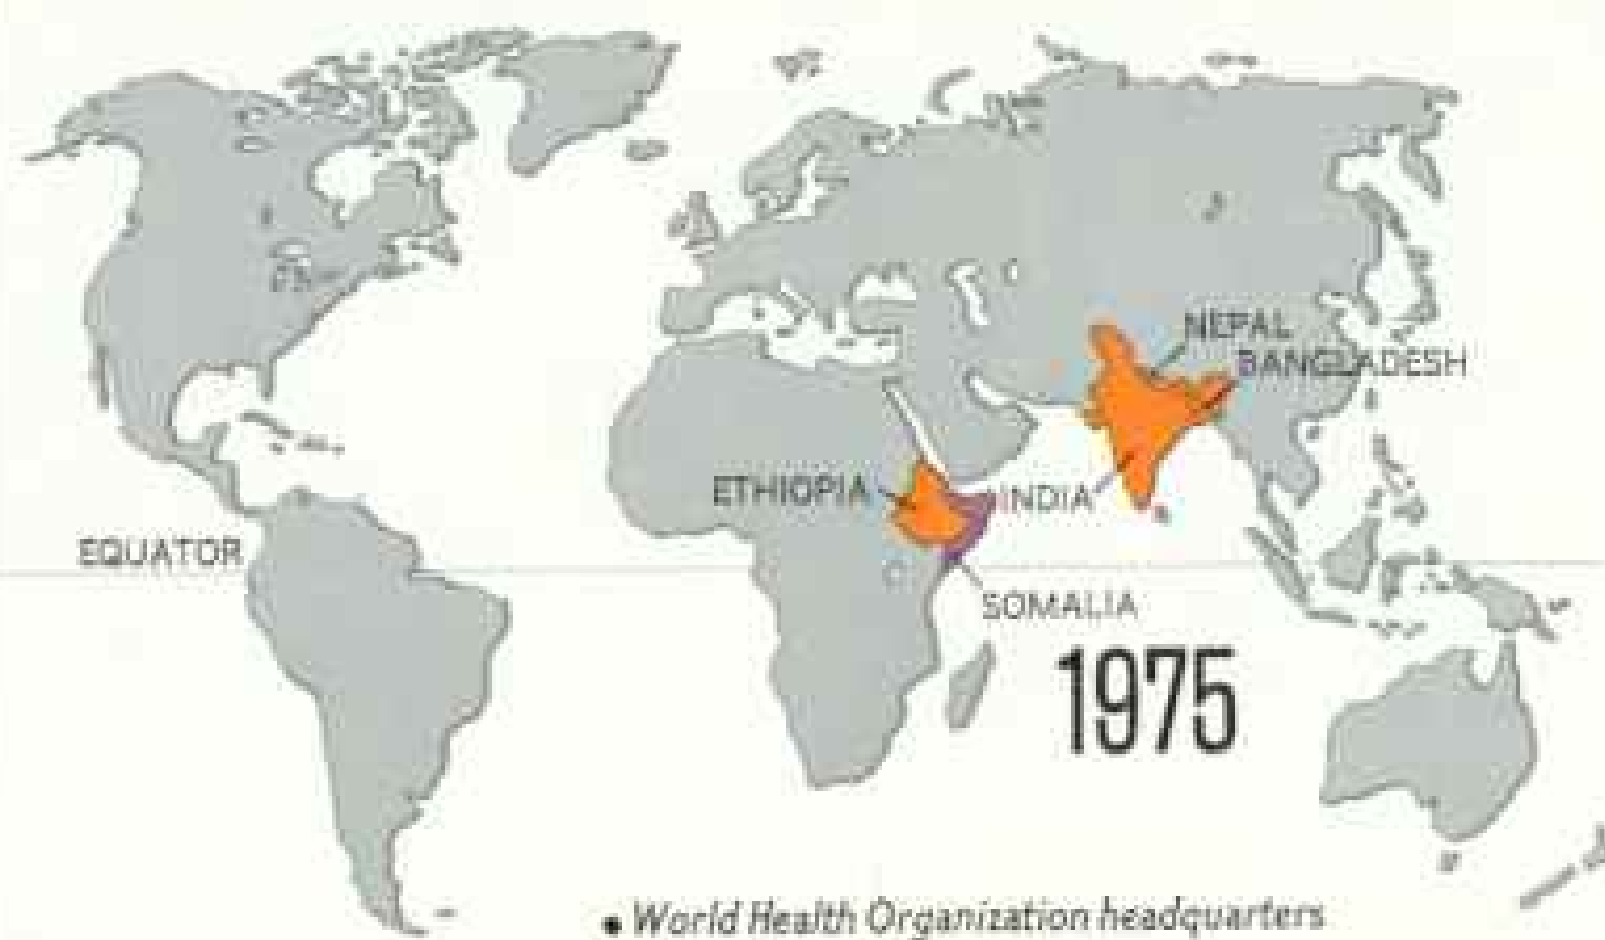 NEPAL
BANGLADESH
ETHIOPIA
INDIA
EQUATOR
SOMALIA
1975
• World Health Organization headquarters